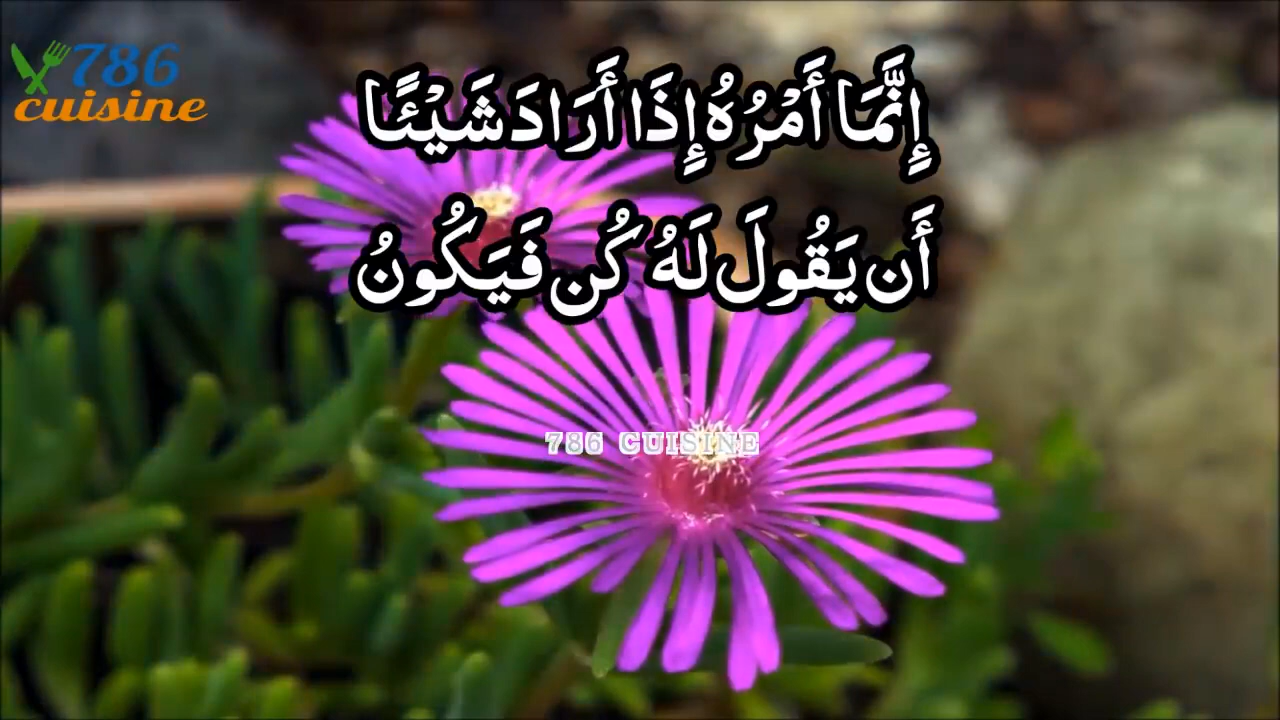 786
cuisine
إِنَّمَا أَمْرُهُ إِذَا أَرَادَ شَيْئًا
أَن يَقُولَ لَهُ كُن فَيَكُونُ
786 CUISINE